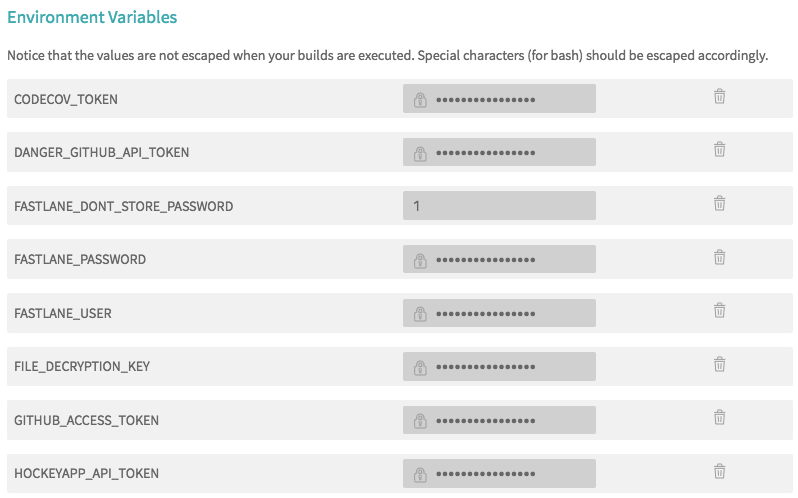 Environment Variables
Notice that the values are not escaped when your builds are executed. Special characters (for bash) should be escaped accordingly.
CODECOV_TOKEN ••••••••••••••••
DANGER_GITHUB_API_TOKEN ••••••••••••••••
FASTLANE_DONT_STORE_PASSWORD 1
FASTLANE_PASSWORD ••••••••••••••••
FASTLANE_USER ••••••••••••••••
FILE_DECRYPTION_KEY ••••••••••••••••
GITHUB_ACCESS_TOKEN ••••••••••••••••
HOCKEYAPP_API_TOKEN ••••••••••••••••